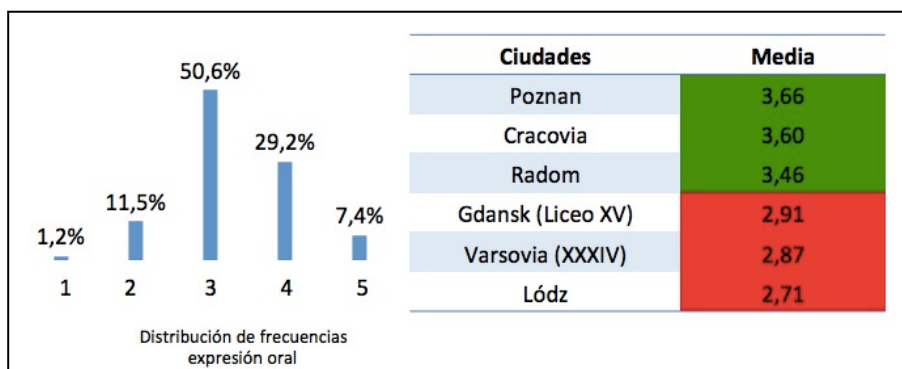 50,6%
29,2%
11,5%
7,4%
1,2%
1 2 3 4 5
Distribución de frecuencias
expresión oral
Ciudades Media
Poznan 3,66
Cracovia 3,60
Radom 3,46
Gdansk (Liceo XV) 2,91
Varsovia (XXXIV) 2,87
Lódz 2,71